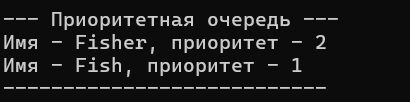 --- Приоритетная очередь ---
Имя - Fisher, приоритет - 2
Имя - Fish, приоритет - 1
---------------------------